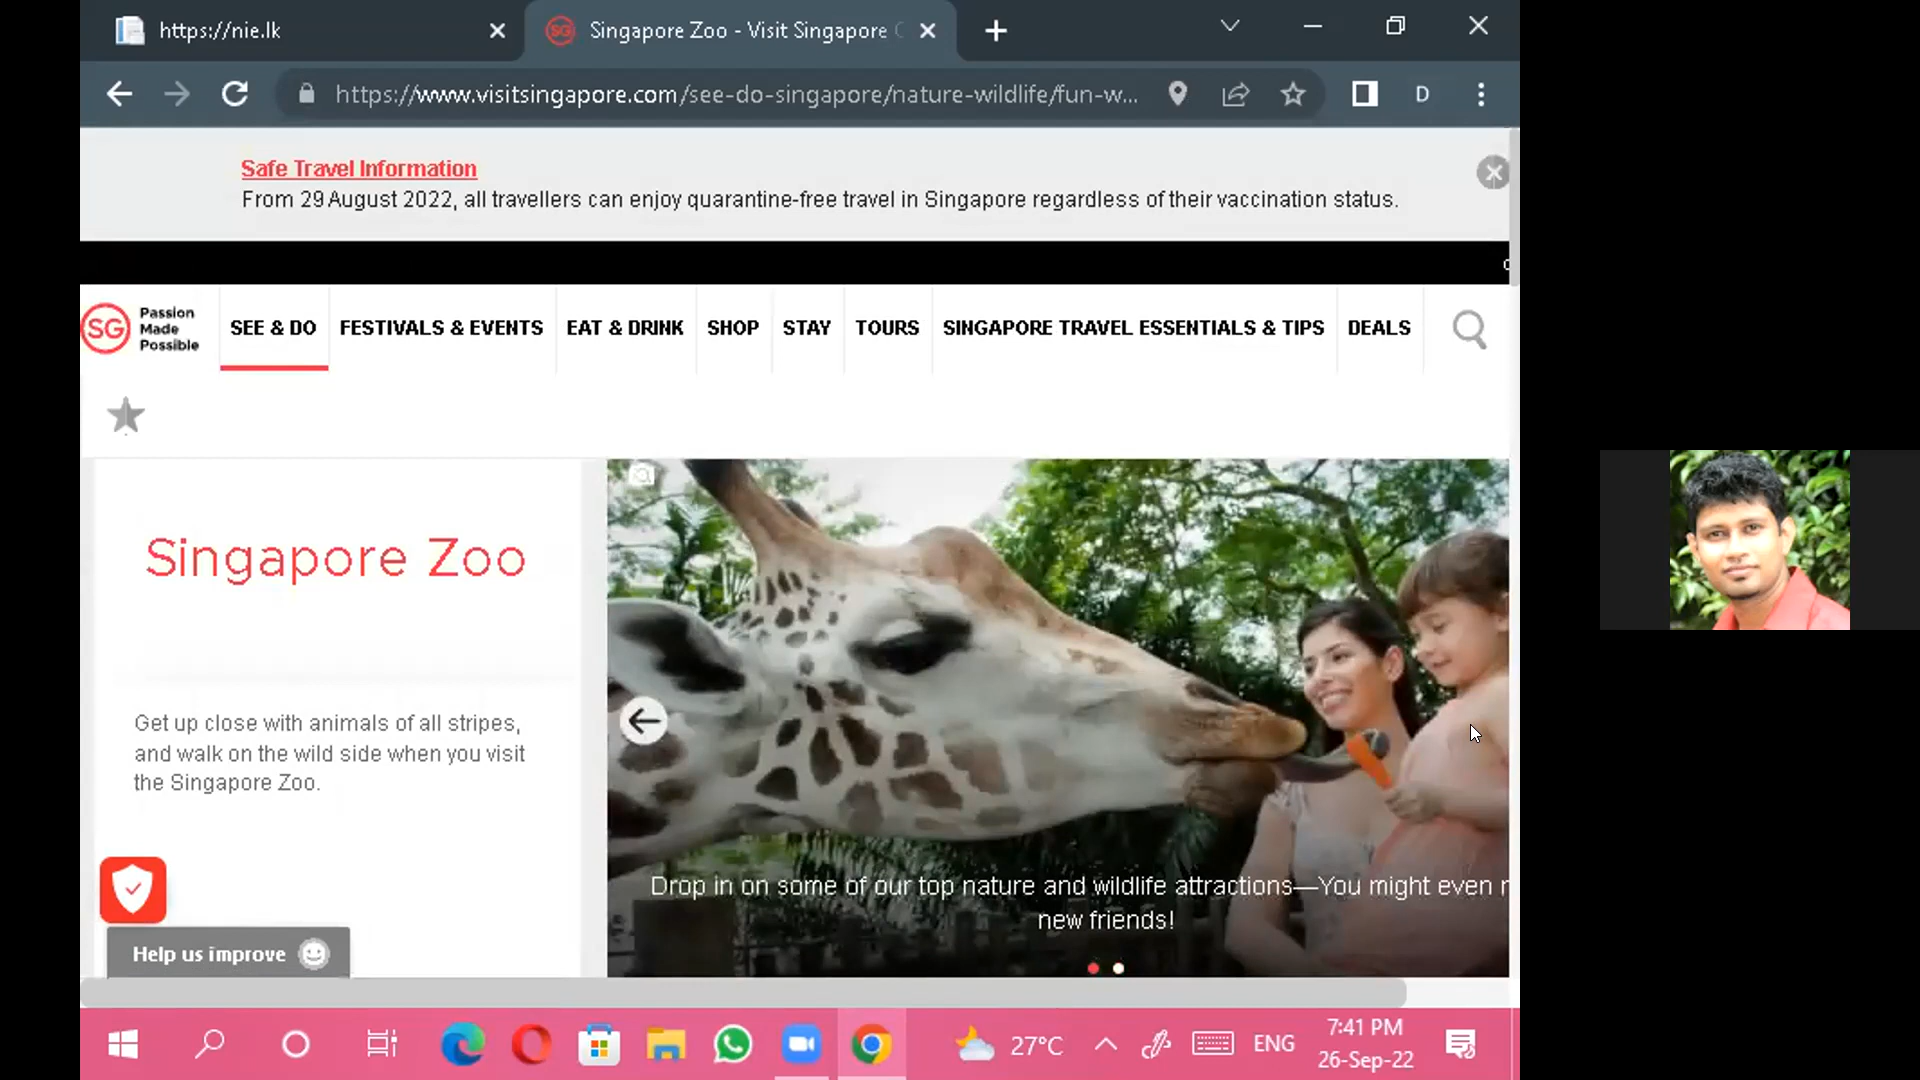 https://nie.lk
Singapore Zoo - Visit Singapore
https://www.visitsingapore.com/see-do-singapore/nature-wildlife/fun-w...
D
Safe Travel Information
From 29 August 2022, all travellers can enjoy quarantine-free travel in Singapore regardless of their vaccination status.
SG
Passion
Made
Possible
SEE & DO
FESTIVALS & EVENTS
EAT & DRINK
SHOP
STAY
TOURS
SINGAPORE TRAVEL ESSENTIALS & TIPS
DEALS
Singapore Zoo
Get up close with animals of all stripes,
and walk on the wild side when you visit
the Singapore Zoo.
Drop in on some of our top nature and wildlife attractions—You might even
new friends!
Help us improve
27°C
ENG
7:41 PM
26-Sep-22